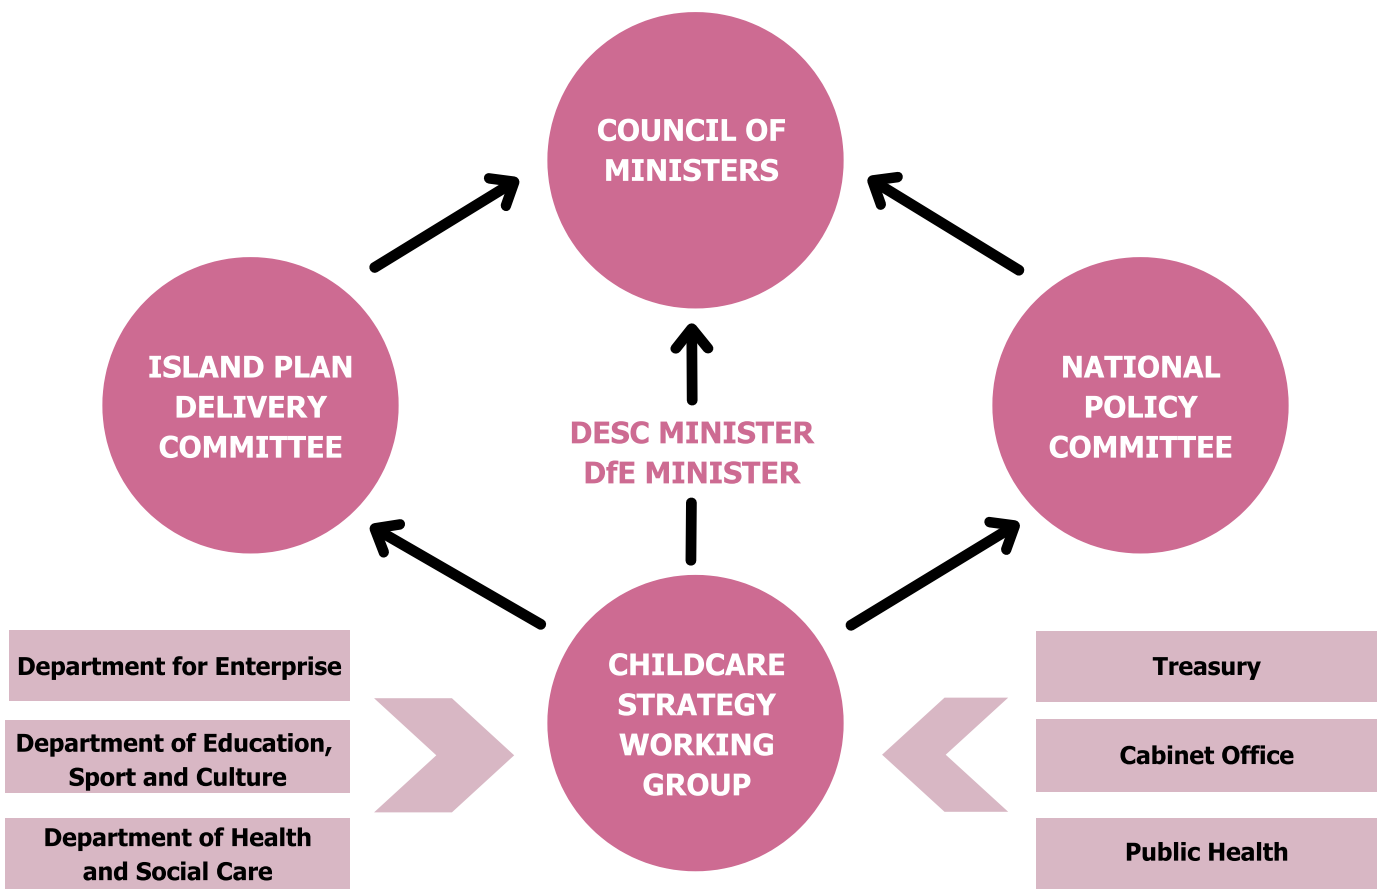 COUNCIL OF
MINISTERS
ISLAND PLAN
DELIVERY
COMMITTEE
DESC MINISTER
DfE MINISTER
NATIONAL
POLICY
COMMITTEE
Department for Enterprise
Department of Education,
Sport and Culture
Department of Health
and Social Care
CHILDCARE
STRATEGY
WORKING
GROUP
Treasury
Cabinet Office
Public Health